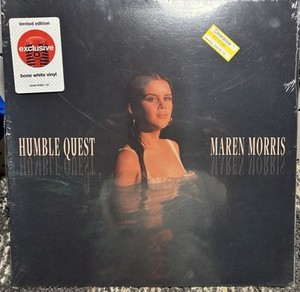 limited edition
exclusive
bone white vinyl
HUMBLE QUEST
MAREN MORRIS